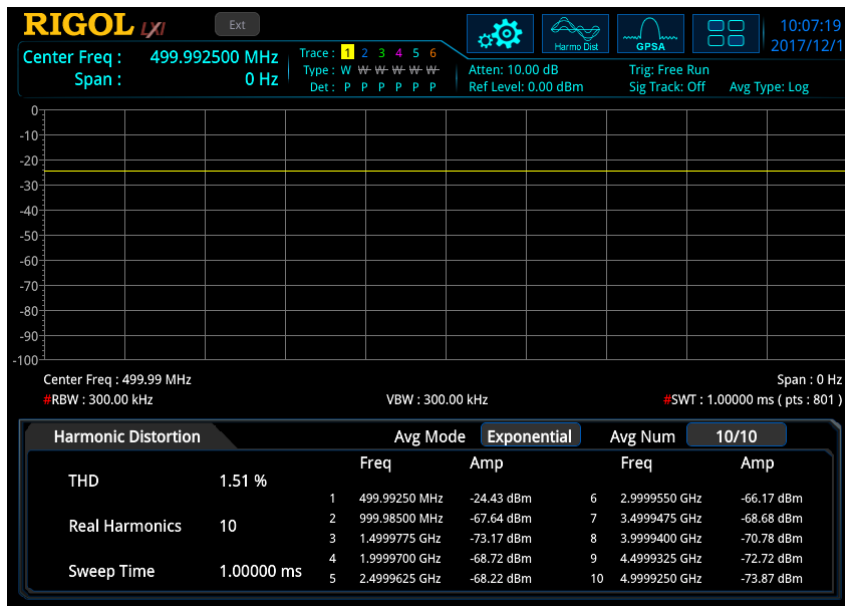 RIGOL LXI Ext
10:07:19
2017/12/1
Harmo Dist
GPSA
Center Freq : 499.992500 MHz
Span : 0 Hz
Trace : 1 2 3 4 5 6
Type : W W W W W W
Det : P P P P P P
Atten: 10.00 dB
Ref Level: 0.00 dBm
Trig: Free Run
Sig Track: Off
Avg Type: Log
0
-10
-20
-30
-40
-50
-60
-70
-80
-90
-100
Center Freq : 499.99 MHz Span : 0 Hz
#RBW : 300.00 kHz VBW : 300.00 kHz #SWT : 1.00000 ms ( pts : 801 )
Harmonic Distortion Avg Mode Exponential Avg Num 10/10
THD 1.51 %
Real Harmonics 10
Sweep Time 1.00000 ms
Freq Amp Freq Amp
1 499.99250 MHz -24.43 dBm 6 2.9999550 GHz -66.17 dBm
2 999.98500 MHz -67.64 dBm 7 3.4999475 GHz -68.68 dBm
3 1.4999775 GHz -73.17 dBm 8 3.9999400 GHz -70.78 dBm
4 1.9999700 GHz -68.72 dBm 9 4.4999325 GHz -72.72 dBm
5 2.4999625 GHz -68.22 dBm 10 4.9999250 GHz -73.87 dBm